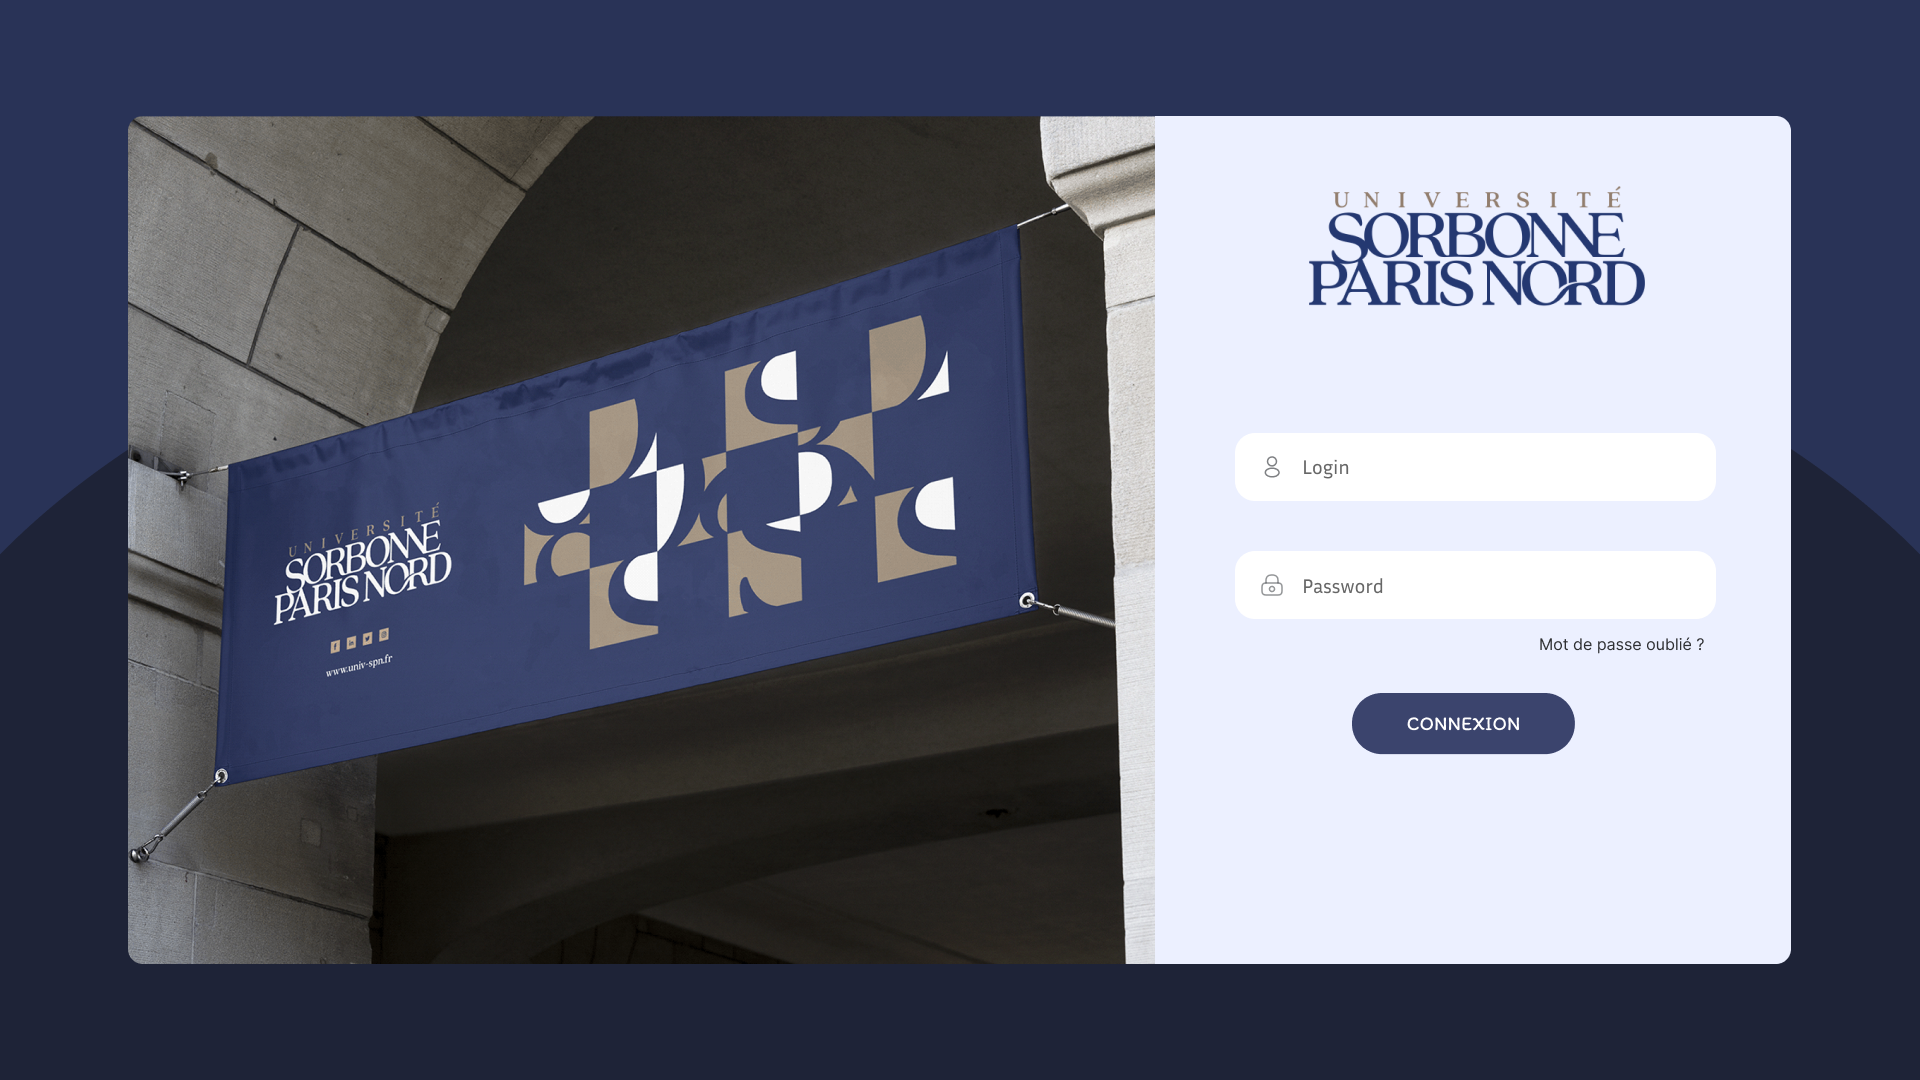 UNIVERSITÉ
SORBONNE
PARIS NORD
www.univ-spn.fr
UNIVERSITÉ
SORBONNE
PARIS NORD
Login
Password
Mot de passe oublié ?
CONNEXION